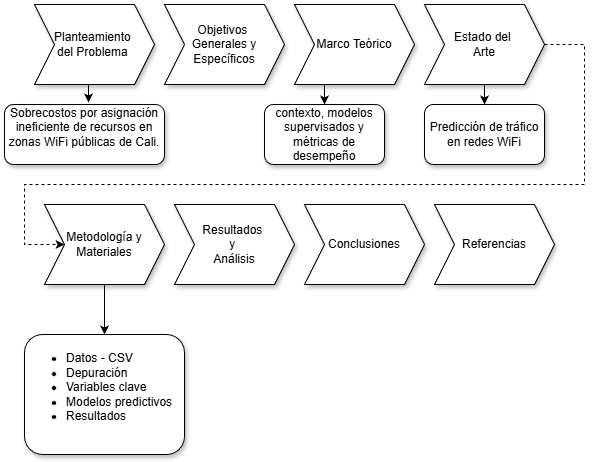 Planteamiento
del Problema
Objetivos
Generales y
Específicos
Marco Teórico
Estado del
Arte
Sobrecostos por asignación
ineficiente de recursos en
zonas WiFi públicas de Cali.
contexto, modelos
supervisados y
métricas de
desempeño
Predicción de tráfico
en redes WiFi
Metodología y
Materiales
Resultados
y
Análisis
Conclusiones
Referencias
• Datos - CSV
• Depuración
• Variables clave
• Modelos predictivos
• Resultados